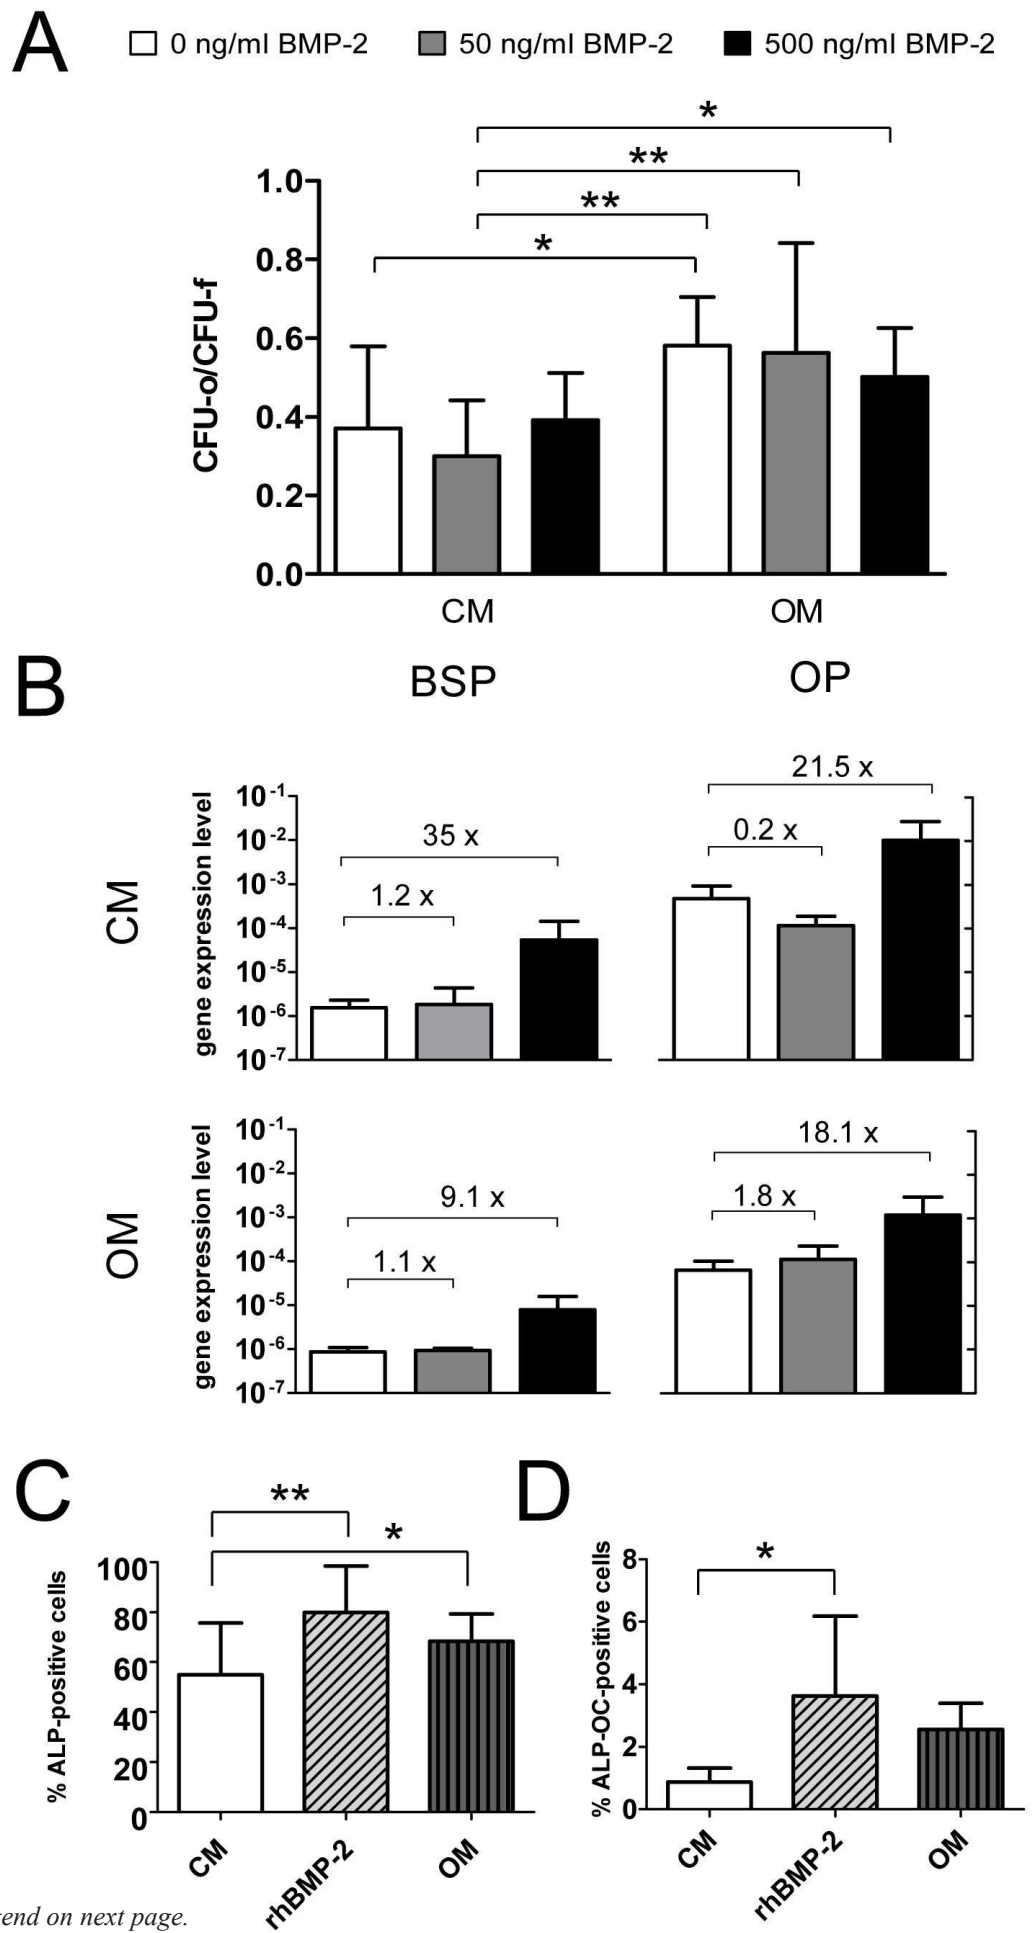 A
0 ng/ml BMP-2 50 ng/ml BMP-2 500 ng/ml BMP-2
*
**
**
*
CFU-o/CFU-f
1.0
0.8
0.6
0.4
0.2
0.0
CM OM
B
BSP OP
CM
gene expression level
10-1
10-2
10-3
10-4
10-5
10-6
10-7
35 x
1.2 x
21.5 x
0.2 x
OM
gene expression level
10-1
10-2
10-3
10-4
10-5
10-6
10-7
9.1 x
1.1 x
18.1 x
1.8 x
C
**
*
% ALP-positive cells
100
80
60
40
20
0
CM rhBMP-2 OM
D
*
% ALP-OC-positive cells
8
6
4
2
0
CM rhBMP-2 OM
on next page.